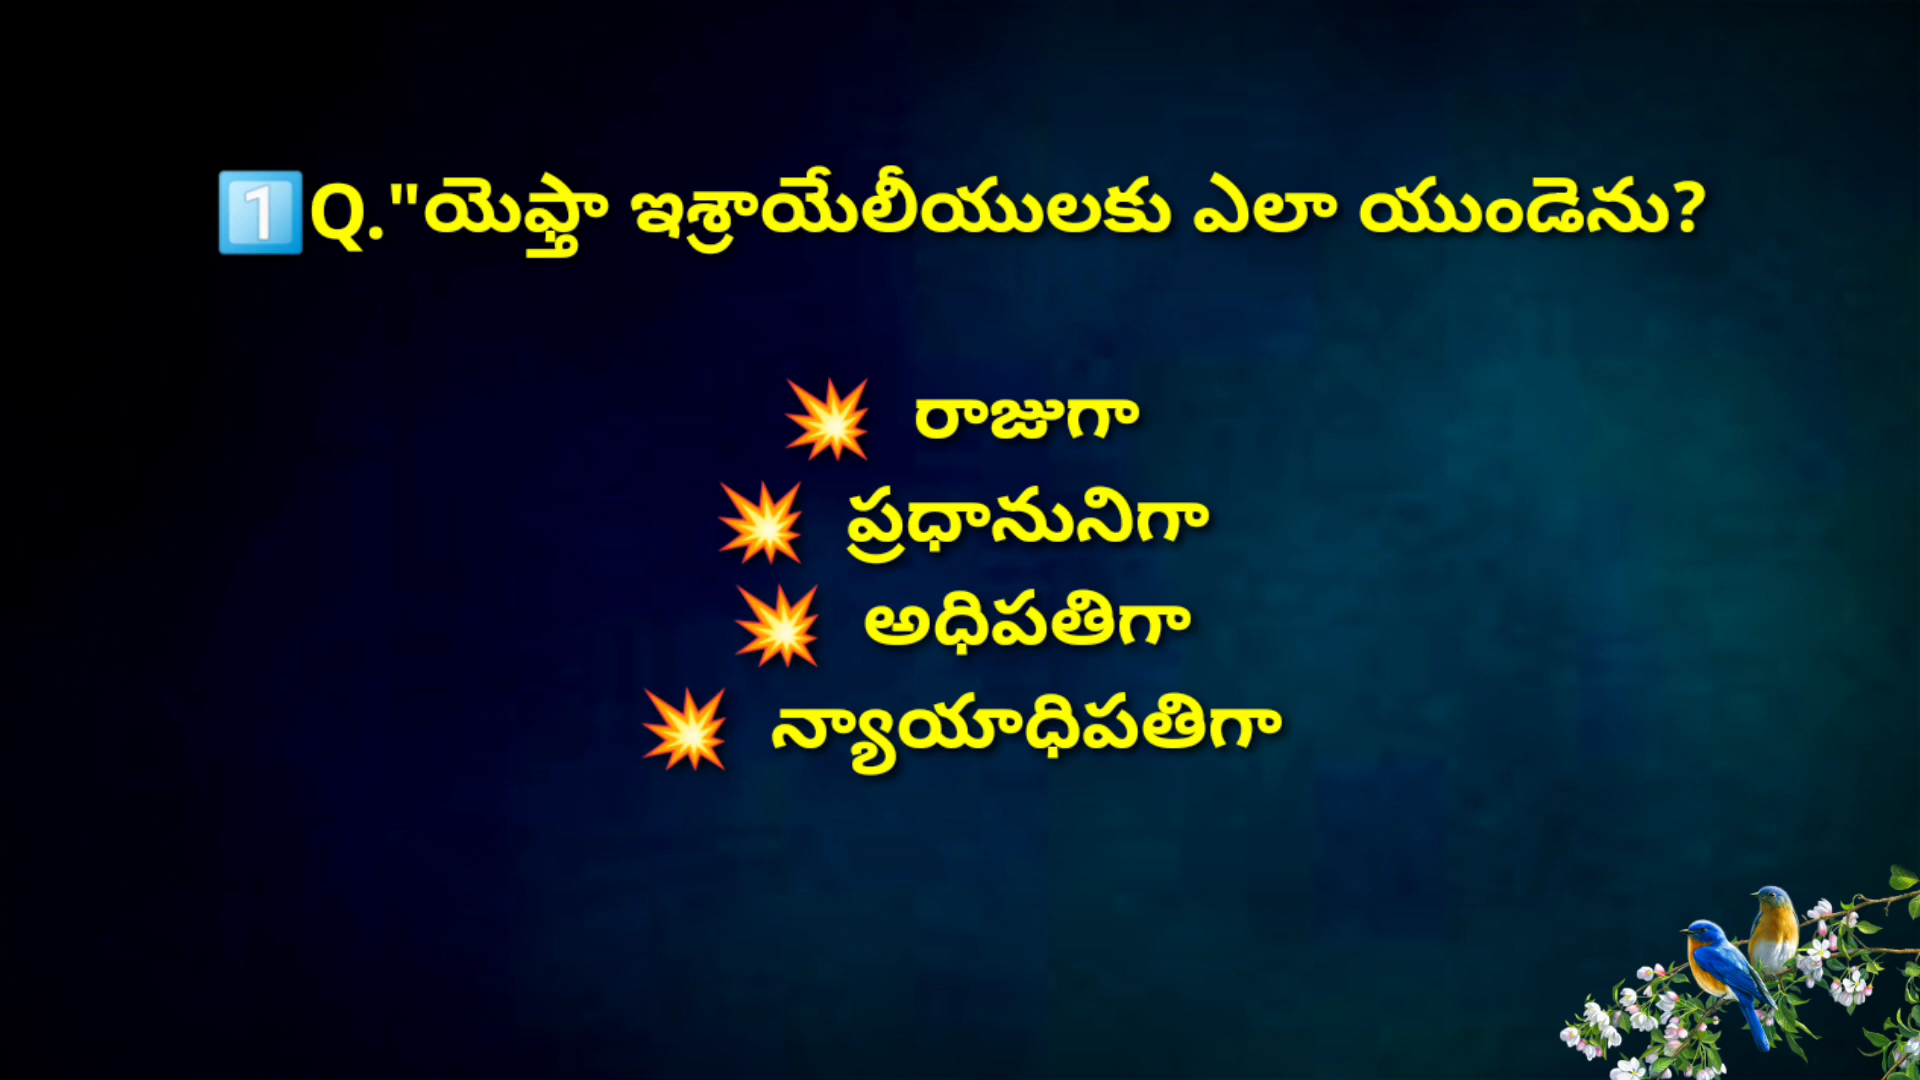 1️⃣Q."యెఫ్తా ఇశ్రాయేలీయులకు ఎలా యుండెను?
💥 రాజుగా
💥 ప్రధానునిగా
💥 అధిపతిగా
💥 న్యాయాధిపతిగా